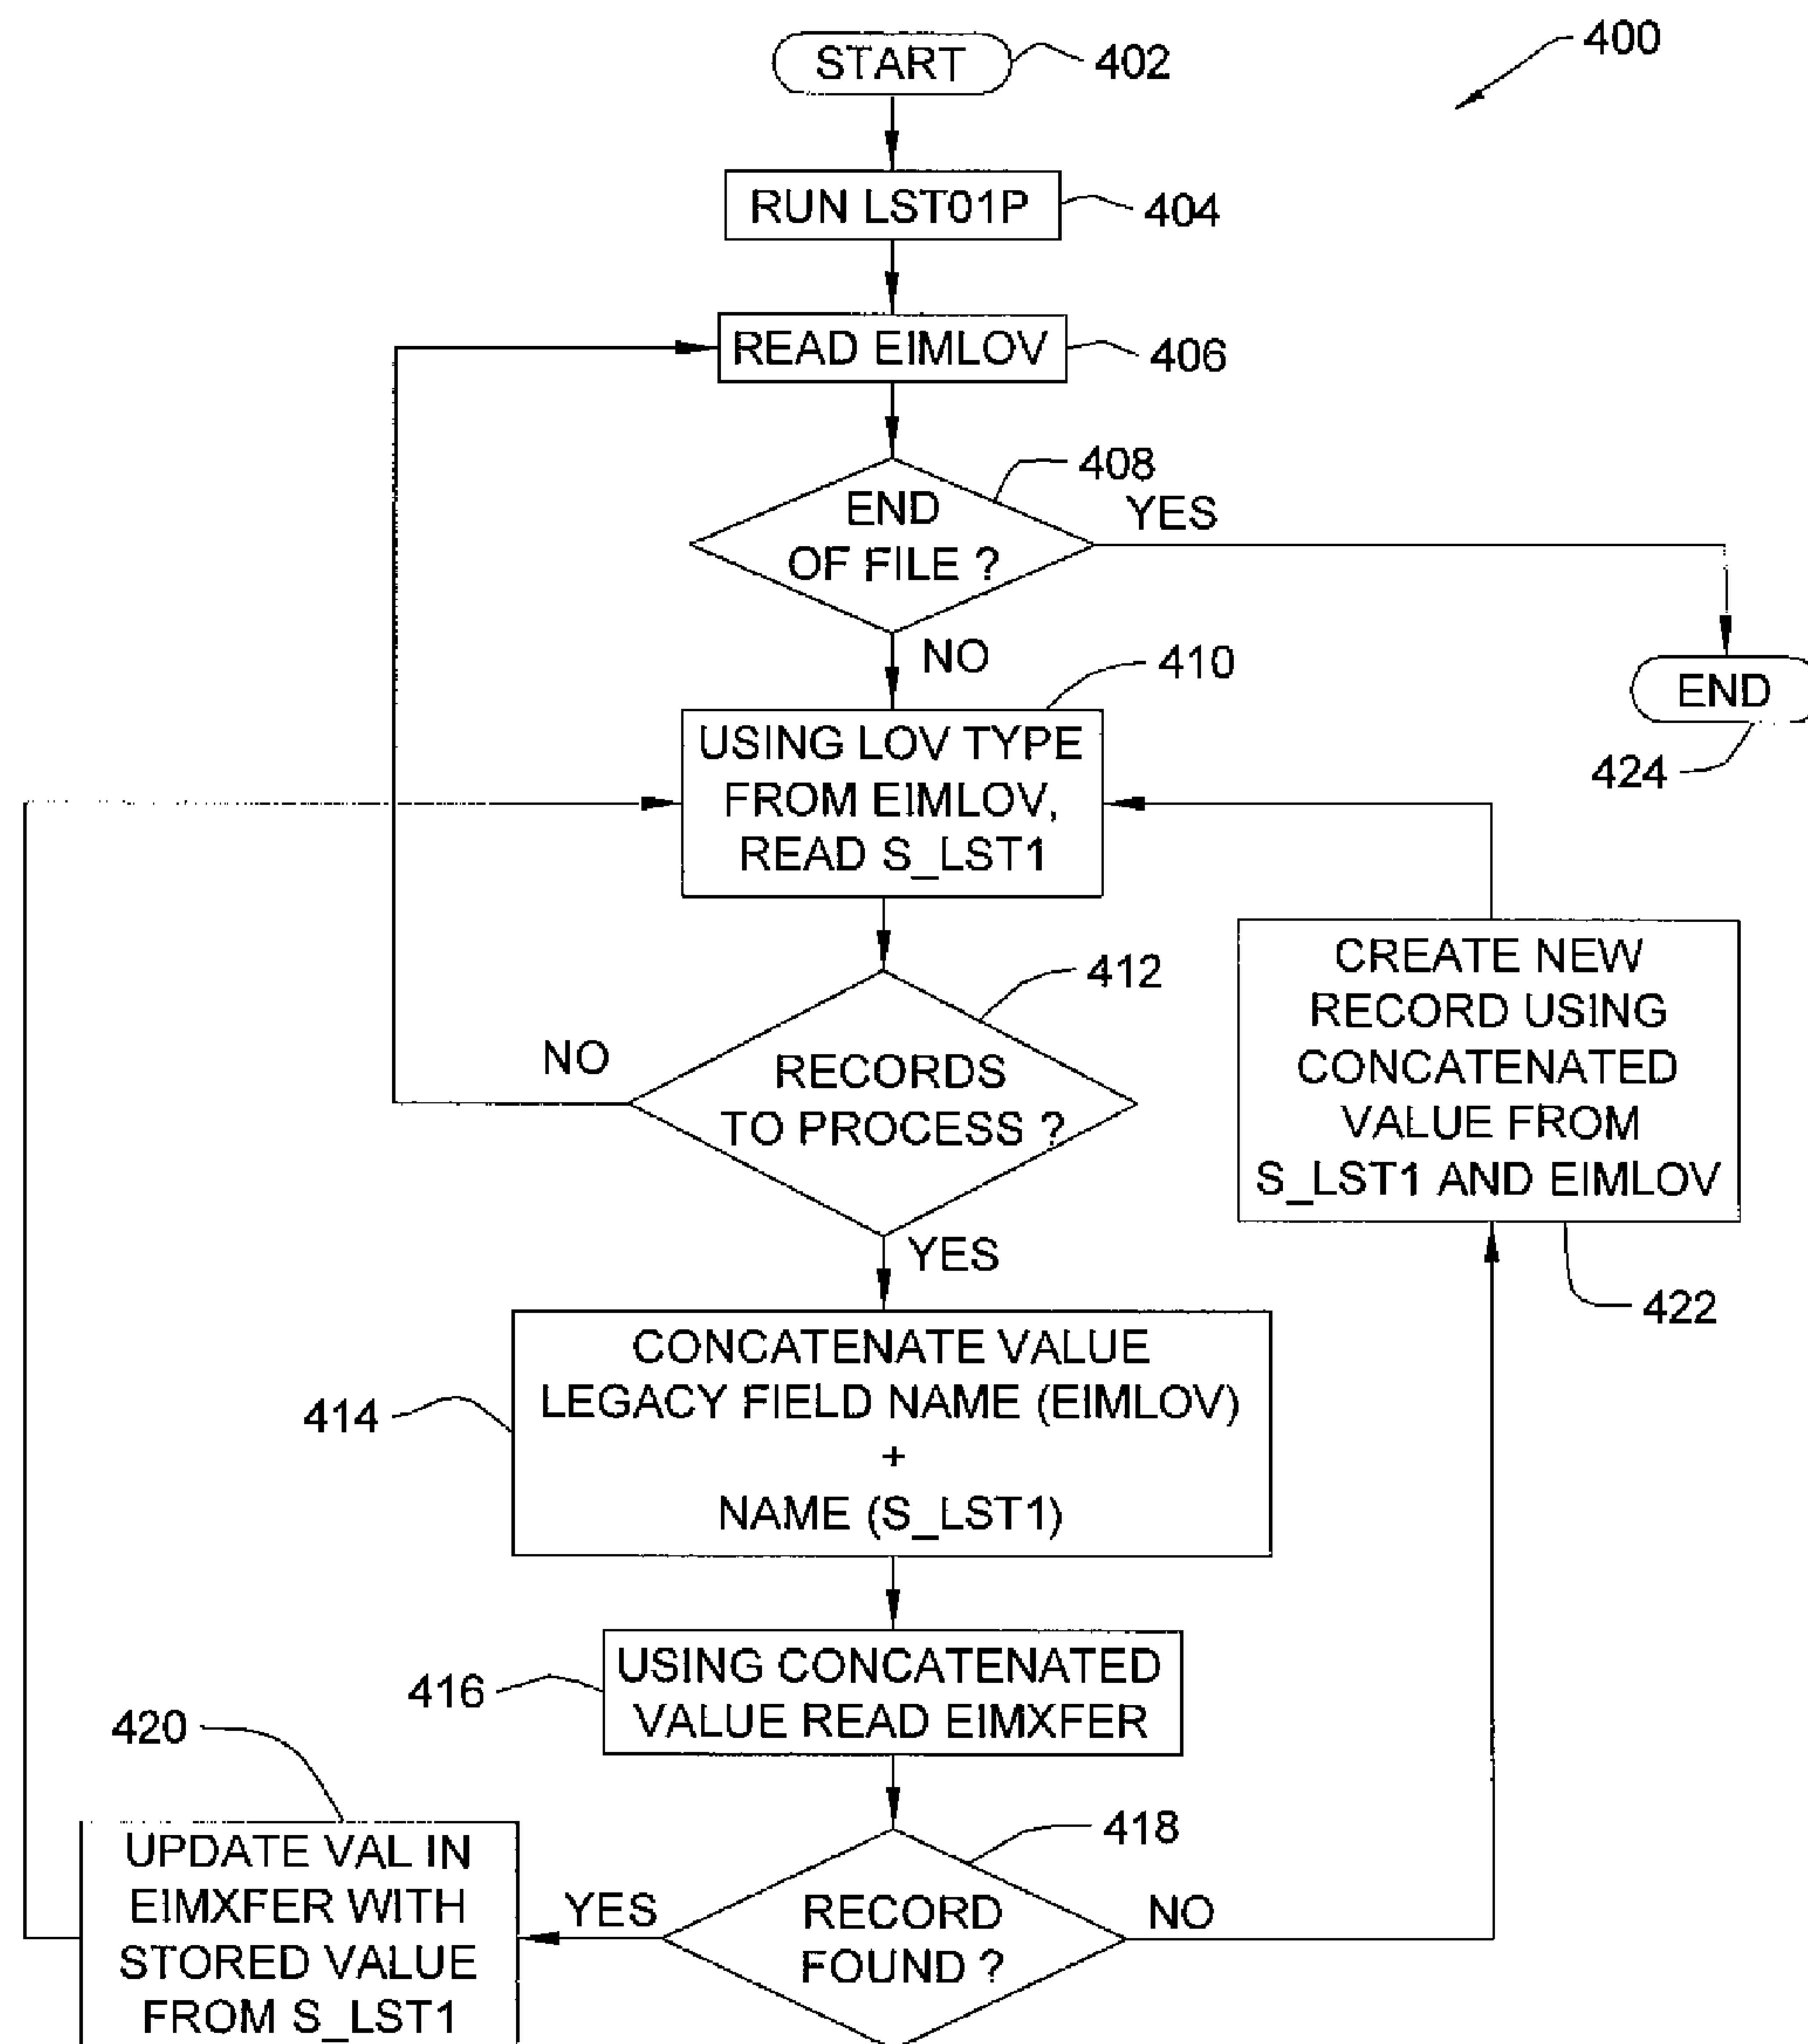 400
START
402
RUN LST01P
404
READ EIMLOV
406
408
END
OF FILE ?
YES
NO
END
424
410
USING LOV TYPE
FROM EIMLOV,
READ S_LST1
412
RECORDS
TO PROCESS ?
NO
YES
CREATE NEW
RECORD USING
CONCATENATED
VALUE FROM
S_LST1 AND EIMLOV
422
414
CONCATENATE VALUE
LEGACY FIELD NAME (EIMLOV)
+
NAME (S_LST1)
416
USING CONCATENATED
VALUE READ EIMXFER
418
RECORD
FOUND ?
YES
NO
420
UPDATE VAL IN
EIMXFER WITH
STORED VALUE
FROM S_LST1